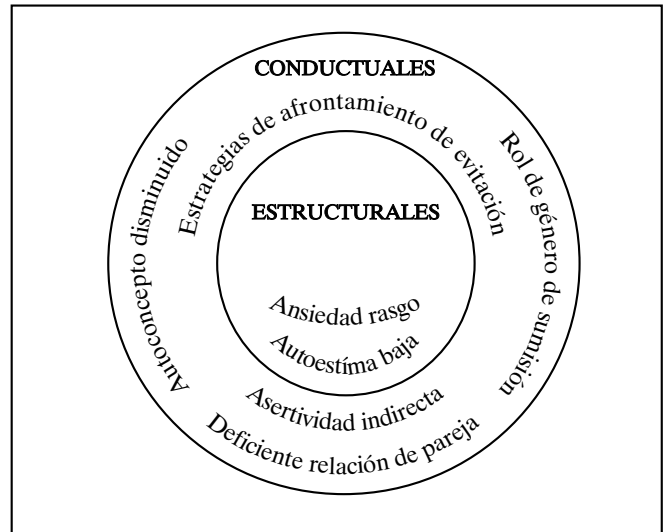 CONDUCTUALES
Estrategias de afrontamiento de evitación
Autoconcepto disminuido
Rol de género de sumisión
ESTRUCTURALES
Ansiedad rasgo
Autoestíma baja
Asertividad indirecta
Deficiente relación de pareja